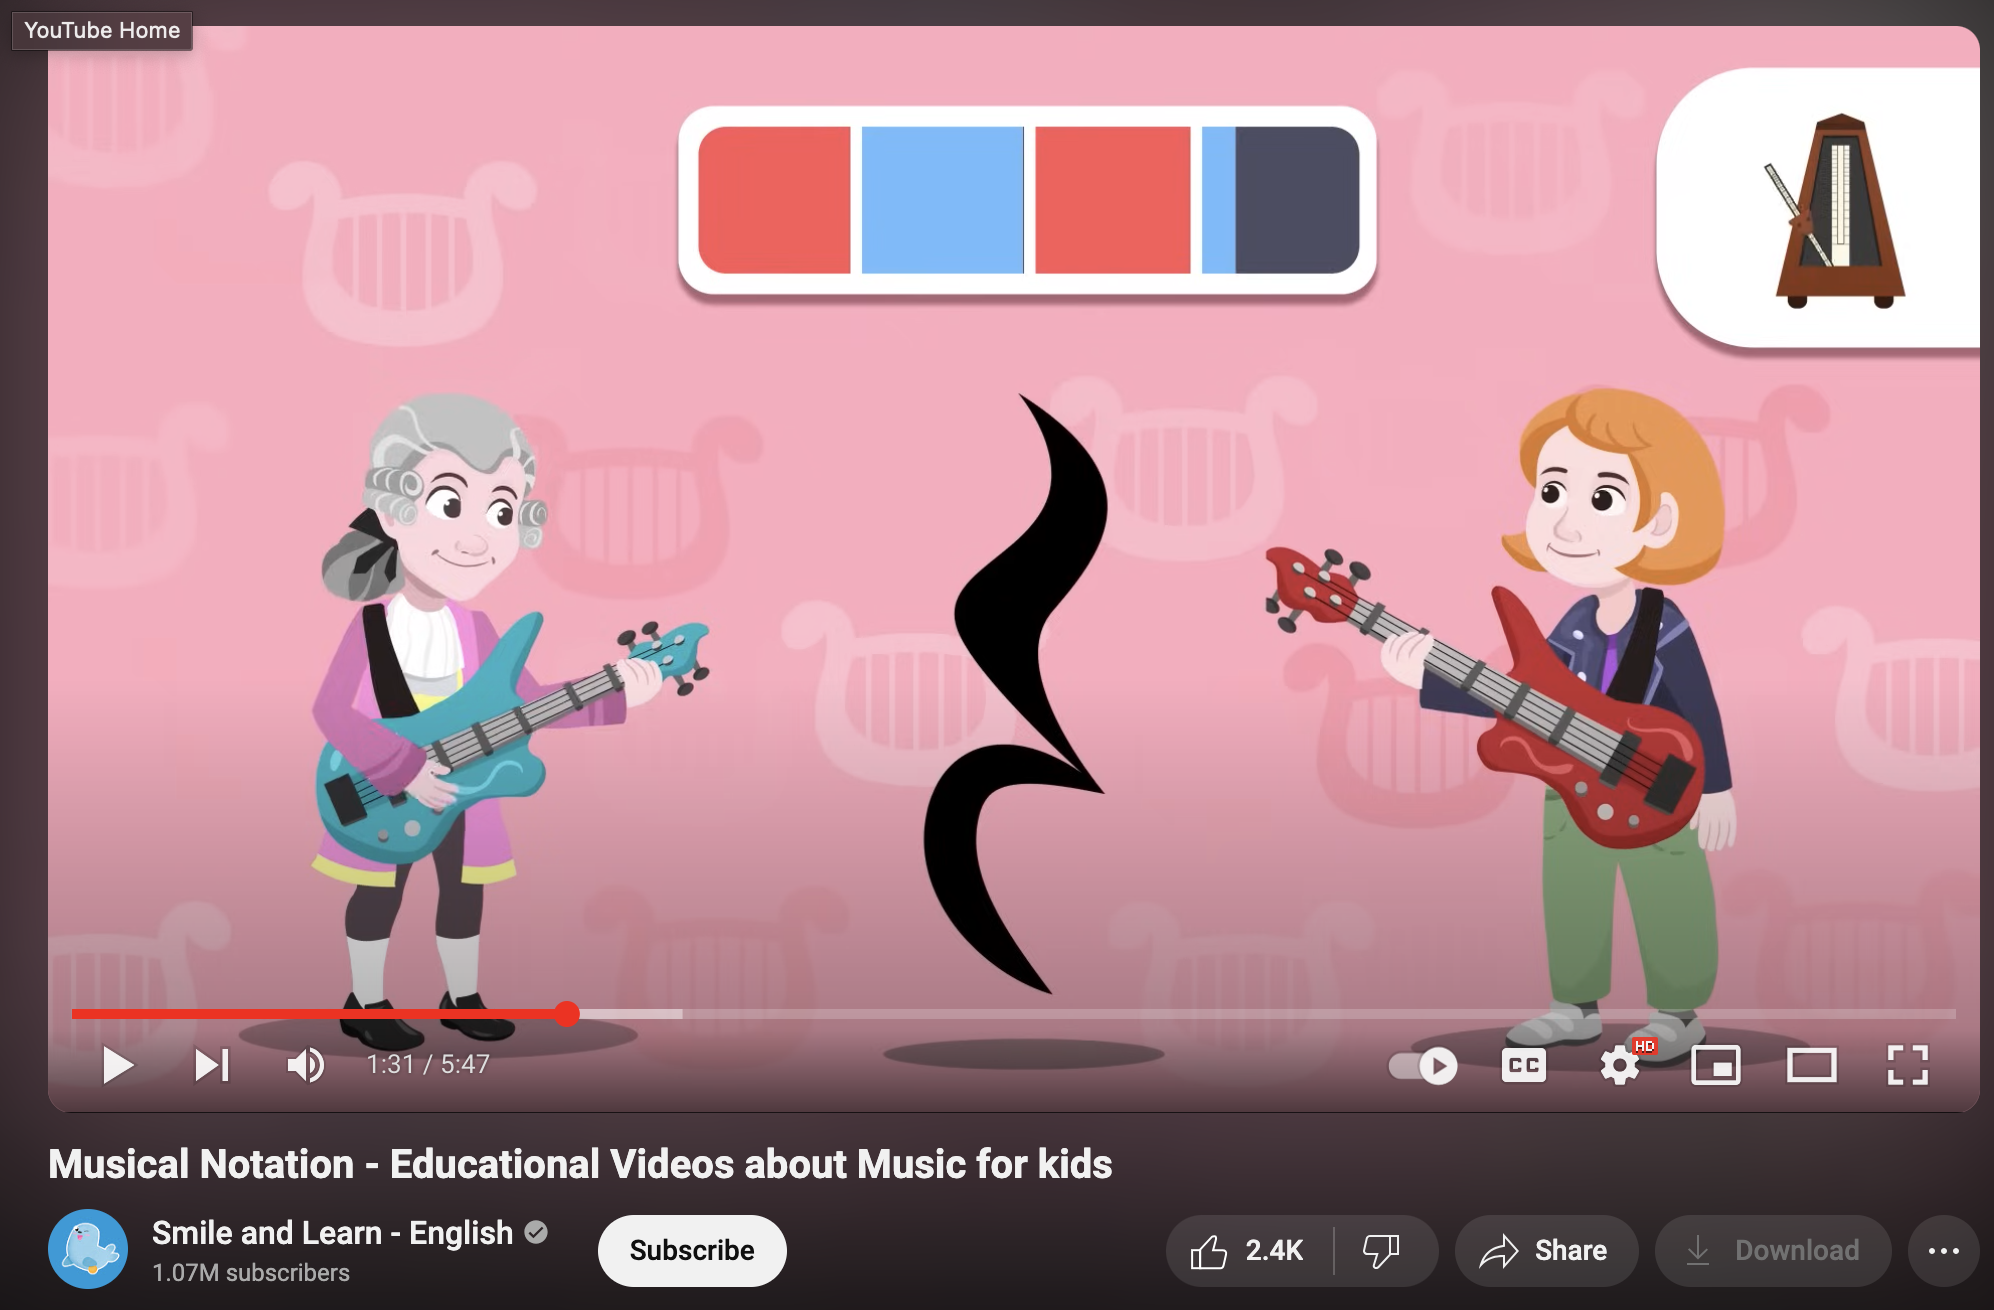 YouTube Home
1:31 / 5:47
CC
HD
Musical Notation - Educational Videos about Music for kids
Smile and Learn - English
1.07M subscribers
Subscribe
2.4K
Share
Download